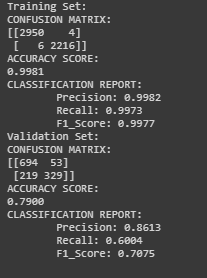 Training Set:
CONFUSION MATRIX:
[[2950    4]
 [   6 2216]]
ACCURACY SCORE:
0.9981
CLASSIFICATION REPORT:
        Precision: 0.9982
        Recall: 0.9973
        F1_Score: 0.9977
Validation Set:
CONFUSION MATRIX:
[[694  53]
 [219 329]]
ACCURACY SCORE:
0.7900
CLASSIFICATION REPORT:
        Precision: 0.8613
        Recall: 0.6004
        F1_Score: 0.7075